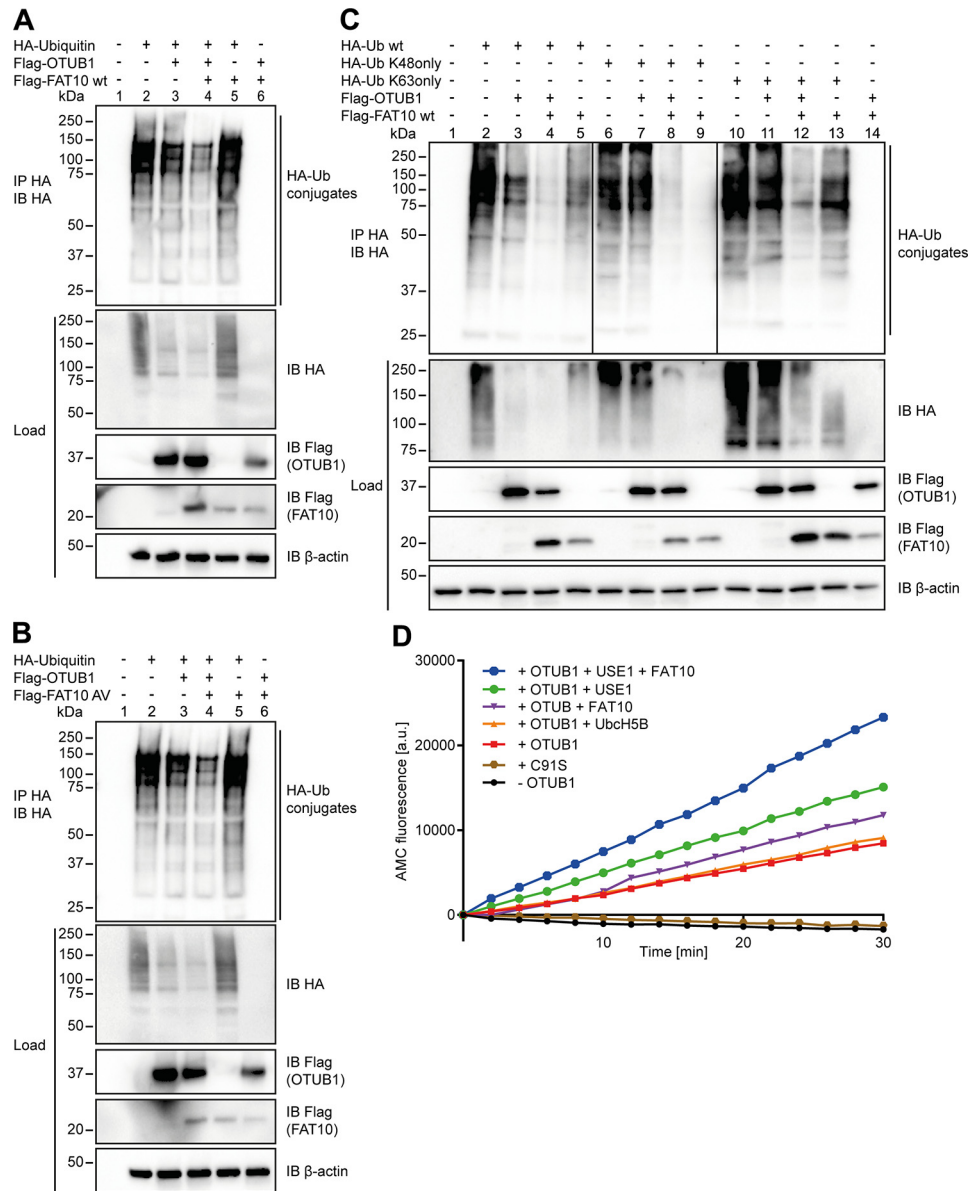 A
HA-Ubiquitin - + + + + -
Flag-OTUB1 - - + + - +
Flag-FAT10 wt - - - + + +
kDa 1 2 3 4 5 6
250
150
100
75
50
37
25
IP HA
IB HA
HA-Ub
conjugates
250
150
100
75
50
IB HA
Load
37
IB Flag
(OTUB1)
20
IB Flag
(FAT10)
50
IB β-actin
B
HA-Ubiquitin - + + + + -
Flag-OTUB1 - - + + - +
Flag-FAT10 AV - - - + + +
kDa 1 2 3 4 5 6
250
150
100
75
50
37
25
IP HA
IB HA
HA-Ub
conjugates
250
150
100
75
50
IB HA
Load
37
IB Flag
(OTUB1)
20
IB Flag
(FAT10)
50
IB β-actin
C
HA-Ub wt - + + + + - - - - - - - - -
HA-Ub K48only - - - - - + + + + - - - - -
HA-Ub K63only - - - - - - - - - + + + + -
Flag-OTUB1 - - + + - - + + - - + + - +
Flag-FAT10 wt - - - + + - - + + - - + + +
kDa 1 2 3 4 5 6 7 8 9 10 11 12 13 14
250
150
100
75
50
37
25
IP HA
IB HA
HA-Ub
conjugates
250
150
100
75
IB HA
Load
37
IB Flag
(OTUB1)
20
IB Flag
(FAT10)
50
IB β-actin
D
30000
20000
10000
0
AMC fluorescence [a.u.]
+ OTUB1 + USE1 + FAT10
+ OTUB1 + USE1
+ OTUB + FAT10
+ OTUB1 + UbcH5B
+ OTUB1
+ C91S
- OTUB1
10 20 30
Time [min]